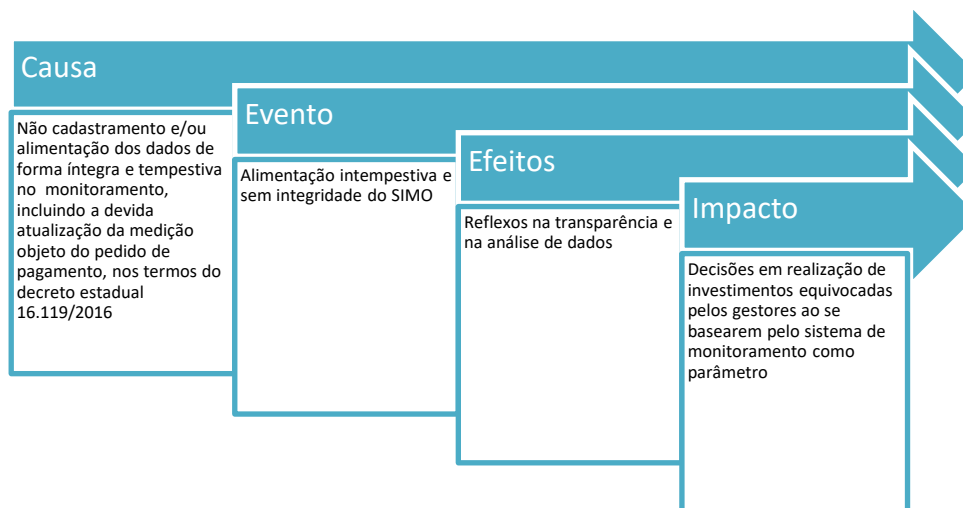 Causa
Não cadastramento e/ou
alimentação dos dados de
forma íntegra e tempestiva
no monitoramento,
incluindo a devida
atualização da medição
objeto do pedido de
pagamento, nos termos do
decreto estadual
16.119/2016
Evento
Alimentação intempestiva e
sem integridade do SIMO
Efeitos
Reflexos na transparência e
na análise de dados
Impacto
Decisões em realização de
investimentos equivocadas
pelos gestores ao se
basearem pelo sistema de
monitoramento como
parâmetro